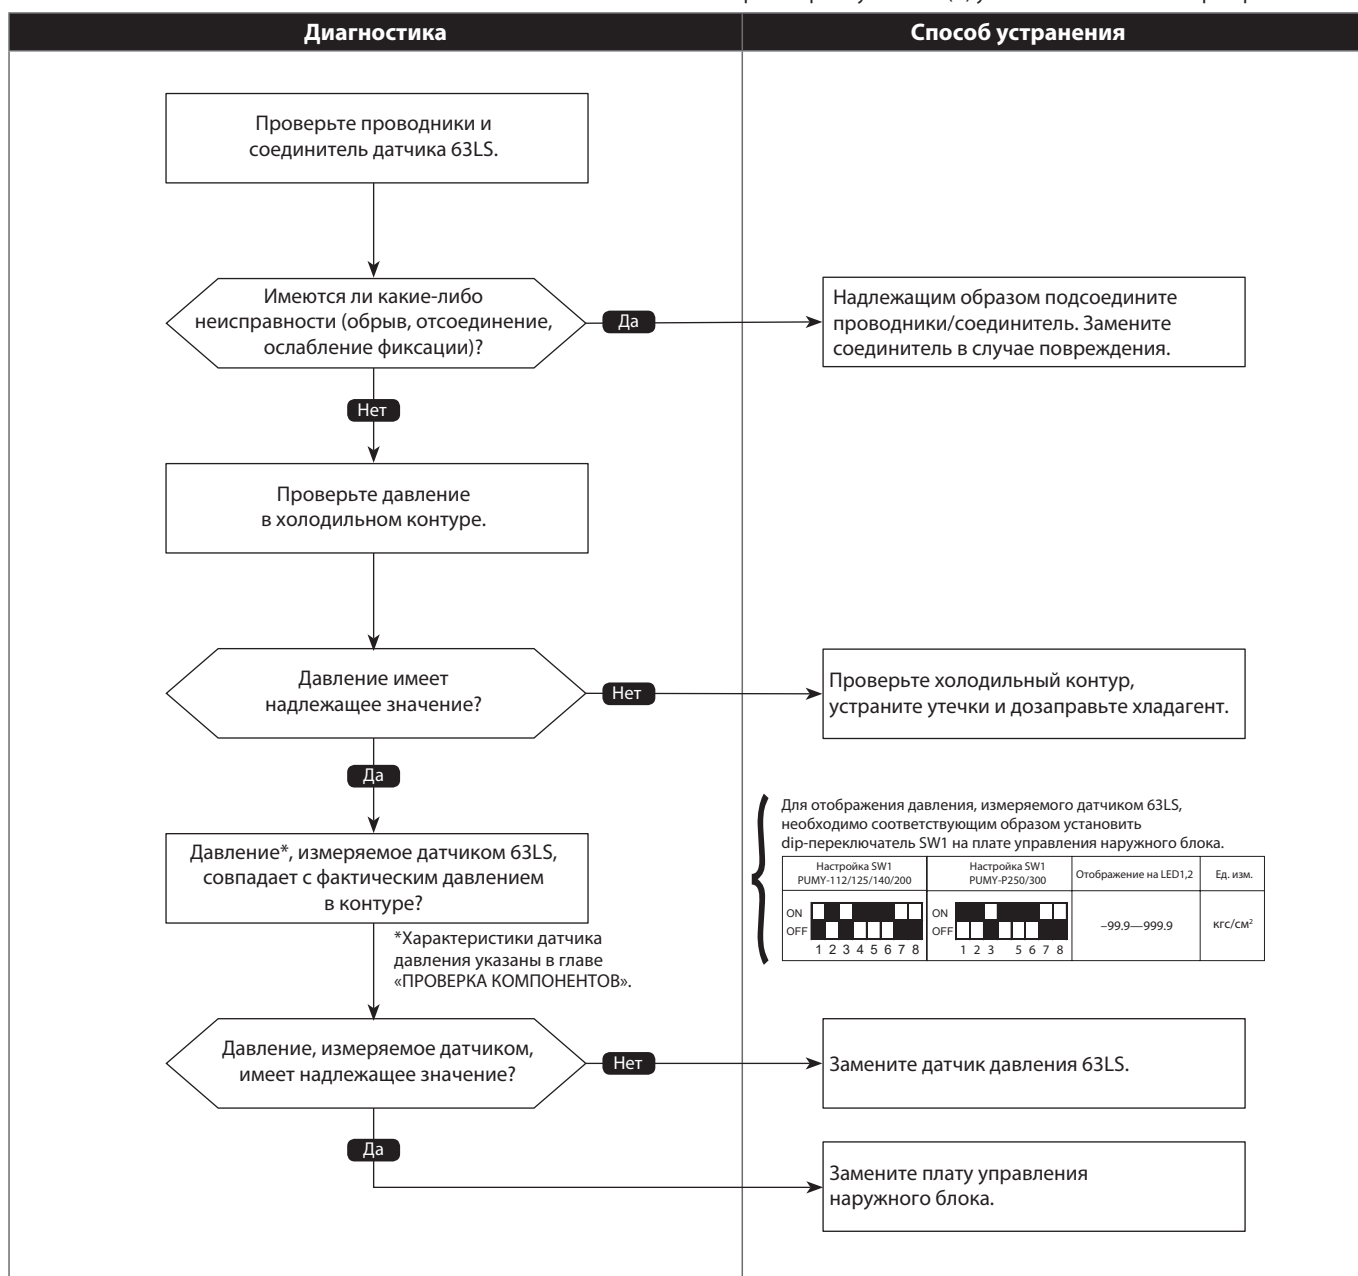 Диагностика
Способ устранения
Проверьте проводники и
соединитель датчика 63LS.
Имеются ли какие-либо
неисправности (обрыв, отсоединение,
ослабление фиксации)?
Да
Надлежащим образом подсоедините
проводники/соединитель. Замените
соединитель в случае повреждения.
Нет
Проверьте давление
в холодильном контуре.
Давление имеет
надлежащее значение?
Нет
Проверьте холодильный контур,
устраните утечки и дозаправьте хладагент.
Да
Давление*, измеряемое датчиком 63LS,
совпадает с фактическим давлением
в контуре?
*Характеристики датчика
давления указаны в главе
«ПРОВЕРКА КОМПОНЕНТОВ».
Для отображения давления, измеряемого датчиком 63LS,
необходимо соответствующим образом установить
dip-переключатель SW1 на плате управления наружного блока.
Настройка SW1
PUMY-112/125/140/200
Настройка SW1
PUMY-P250/300
Отображение на LED1,2
Ед. изм.
ON
OFF
1 2 3 4 5 6 7 8
ON
OFF
1 2 3 5 6 7 8
–99.9—999.9
кгс/см²
Давление, измеряемое датчиком,
имеет надлежащее значение?
Нет
Замените датчик давления 63LS.
Да
Замените плату управления
наружного блока.